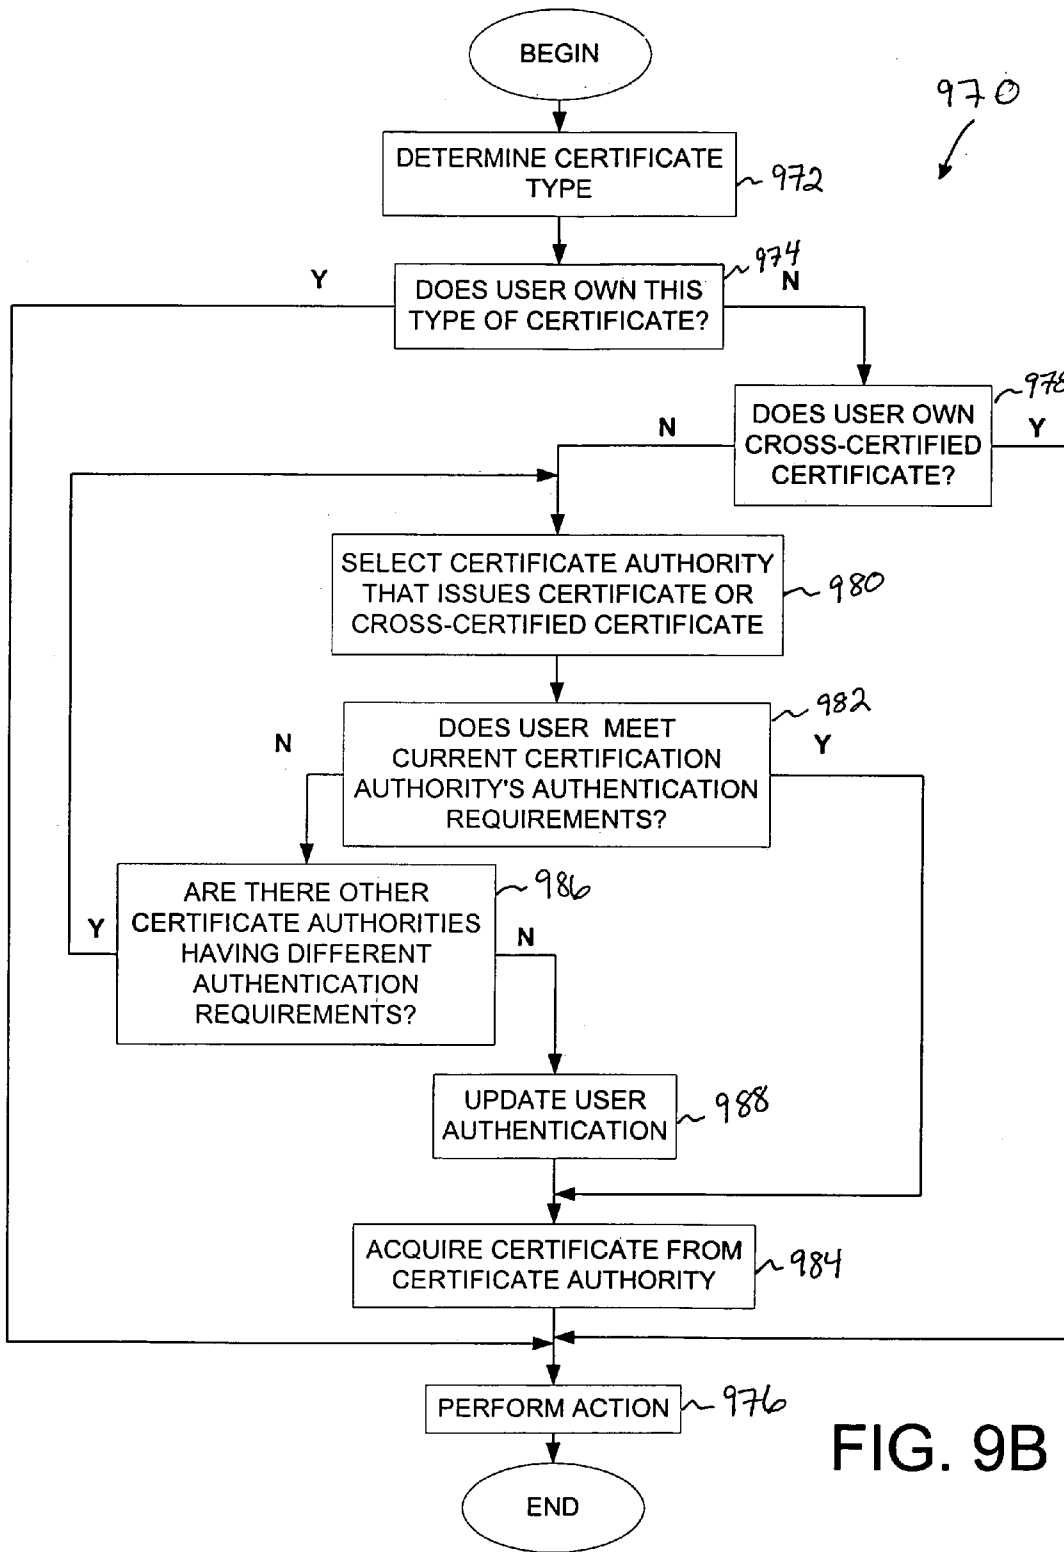 BEGIN
970
DETERMINE CERTIFICATE
TYPE
972
974
Y
N
DOES USER OWN THIS
TYPE OF CERTIFICATE?
978
DOES USER OWN
CROSS-CERTIFIED
CERTIFICATE?
N
Y
SELECT CERTIFICATE AUTHORITY
THAT ISSUES CERTIFICATE OR
CROSS-CERTIFIED CERTIFICATE
980
982
DOES USER MEET
CURRENT CERTIFICATION
AUTHORITY'S AUTHENTICATION
REQUIREMENTS?
N
Y
986
ARE THERE OTHER
CERTIFICATE AUTHORITIES
HAVING DIFFERENT
AUTHENTICATION
REQUIREMENTS?
Y
N
UPDATE USER
AUTHENTICATION
988
ACQUIRE CERTIFICATE FROM
CERTIFICATE AUTHORITY
984
PERFORM ACTION
976
FIG. 9B
END